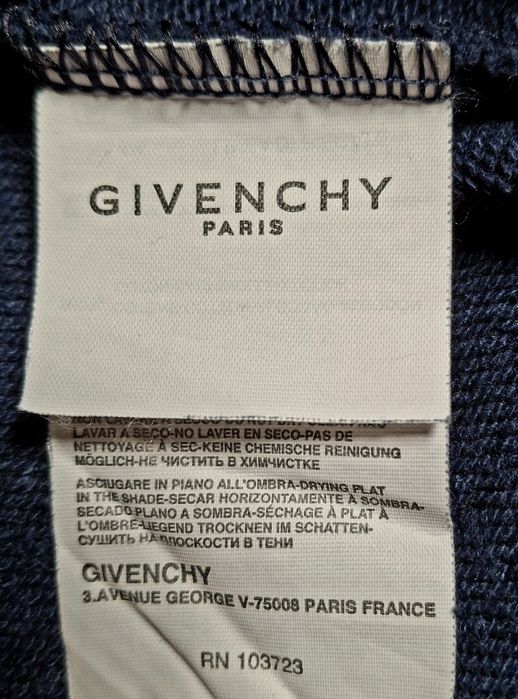 GIVENCHY
PARIS
LAVAR A SECO-NO LAVER EN SECO-PAS DE
NETTOYAGE À SEC-KEINE CHEMISCHE REINIGUNG
MÖGLICH-НЕ ЧИСТИТЬ В ХИМЧИСТКЕ
ASCIUGARE IN PIANO ALL'OMBRA-DRYING PLAT
IN THE SHADE-SECAR HORIZONTAMENTE A SOMBRA-
SECADO PLANO A SOMBRA-SÉCHAGE À PLAT À
L'OMBRE-LIEGEND TROCKNEN IM SCHATTEN-
СУШИТЬ НА ПЛОСКОСТИ В ТЕНИ
GIVENCHY
3.AVENUE GEORGE V-75008 PARIS FRANCE
RN 103723